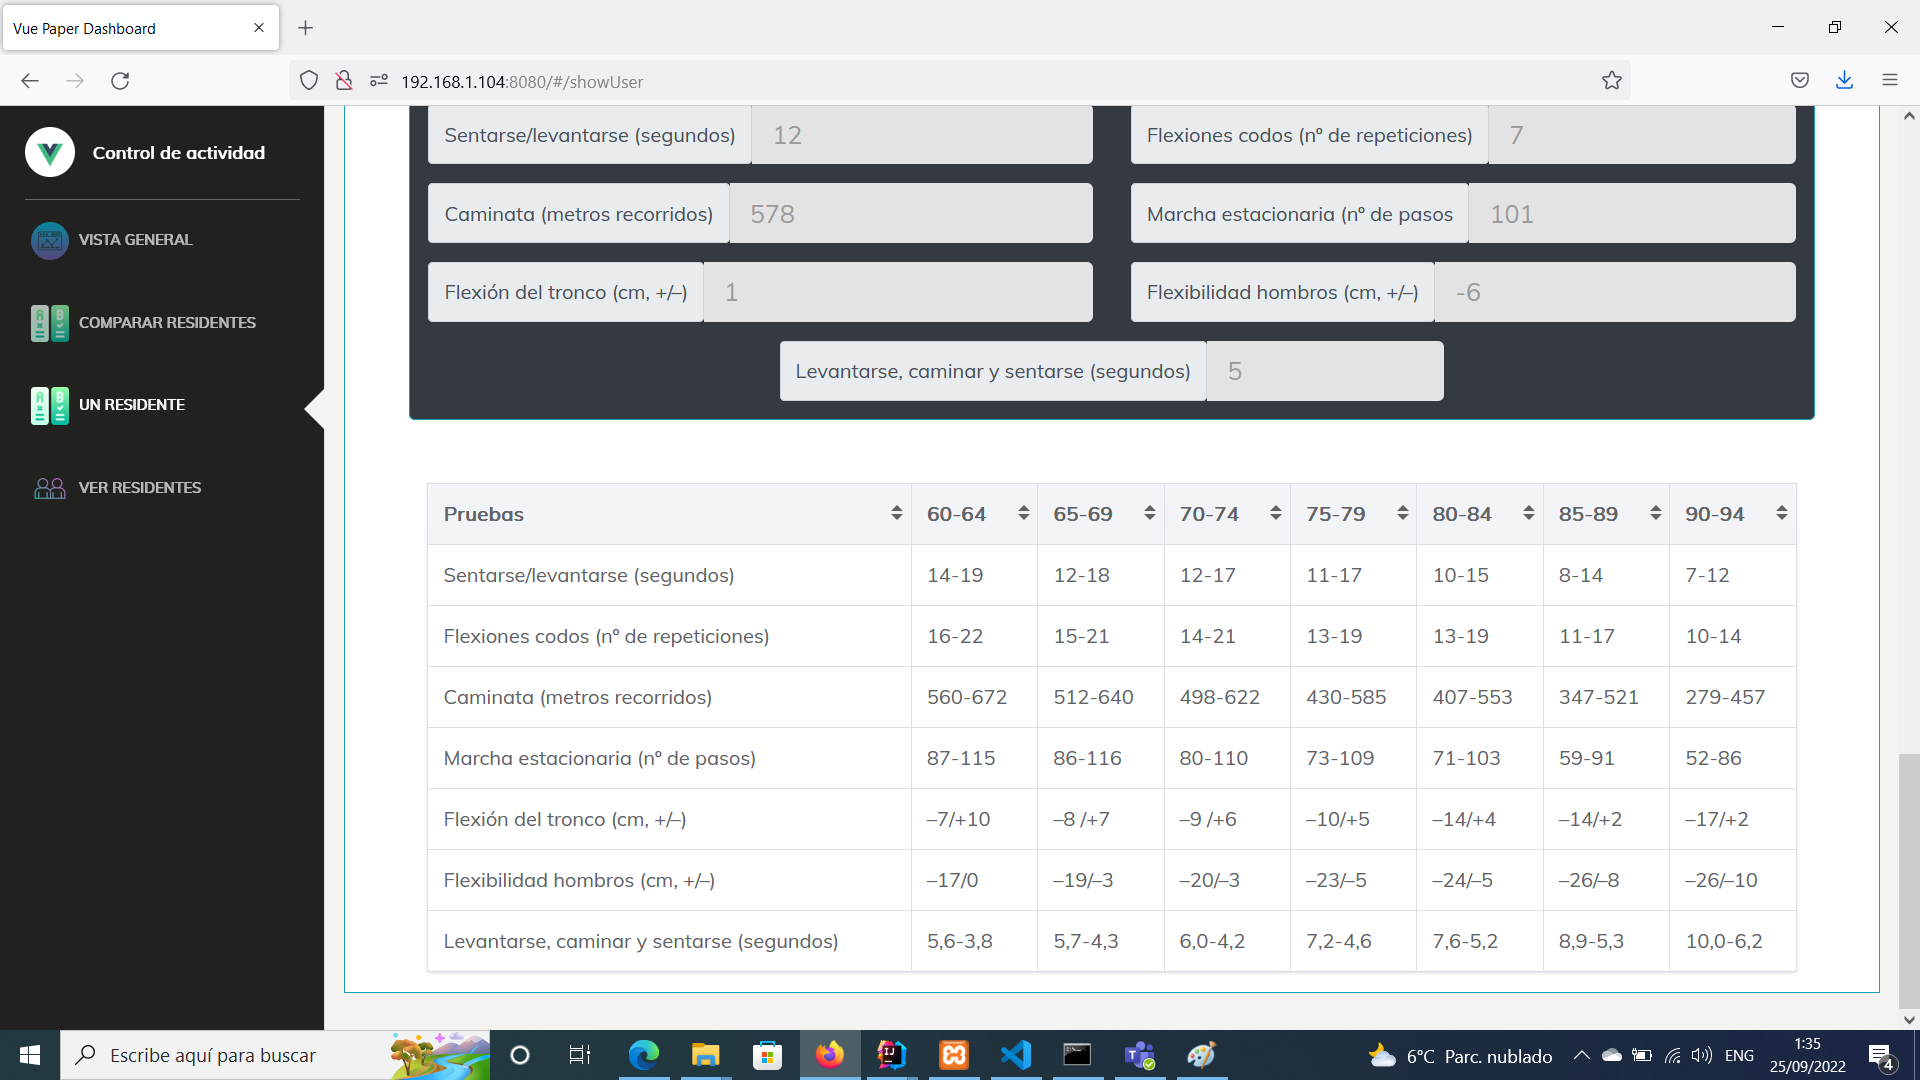 Vue Paper Dashboard
192.168.1.104:8080/#/showUser
Control de actividad
VISTA GENERAL
COMPARAR RESIDENTES
UN RESIDENTE
VER RESIDENTES
Sentarse/levantarse (segundos) 12 Flexiones codos (nº de repeticiones) 7
Caminata (metros recorridos) 578 Marcha estacionaria (nº de pasos 101
Flexión del tronco (cm, +/–) 1 Flexibilidad hombros (cm, +/–) -6
Levantarse, caminar y sentarse (segundos) 5
Pruebas 60-64 65-69 70-74 75-79 80-84 85-89 90-94
Sentarse/levantarse (segundos) 14-19 12-18 12-17 11-17 10-15 8-14 7-12
Flexiones codos (nº de repeticiones) 16-22 15-21 14-21 13-19 13-19 11-17 10-14
Caminata (metros recorridos) 560-672 512-640 498-622 430-585 407-553 347-521 279-457
Marcha estacionaria (nº de pasos) 87-115 86-116 80-110 73-109 71-103 59-91 52-86
Flexión del tronco (cm, +/–) –7/+10 –8 /+7 –9 /+6 –10/+5 –14/+4 –14/+2 –17/+2
Flexibilidad hombros (cm, +/–) –17/0 –19/–3 –20/–3 –23/–5 –24/–5 –26/–8 –26/–10
Levantarse, caminar y sentarse (segundos) 5,6-3,8 5,7-4,3 6,0-4,2 7,2-4,6 7,6-5,2 8,9-5,3 10,0-6,2
Escribe aquí para buscar
6°C Parc. nublado
ENG
1:35
25/09/2022
4